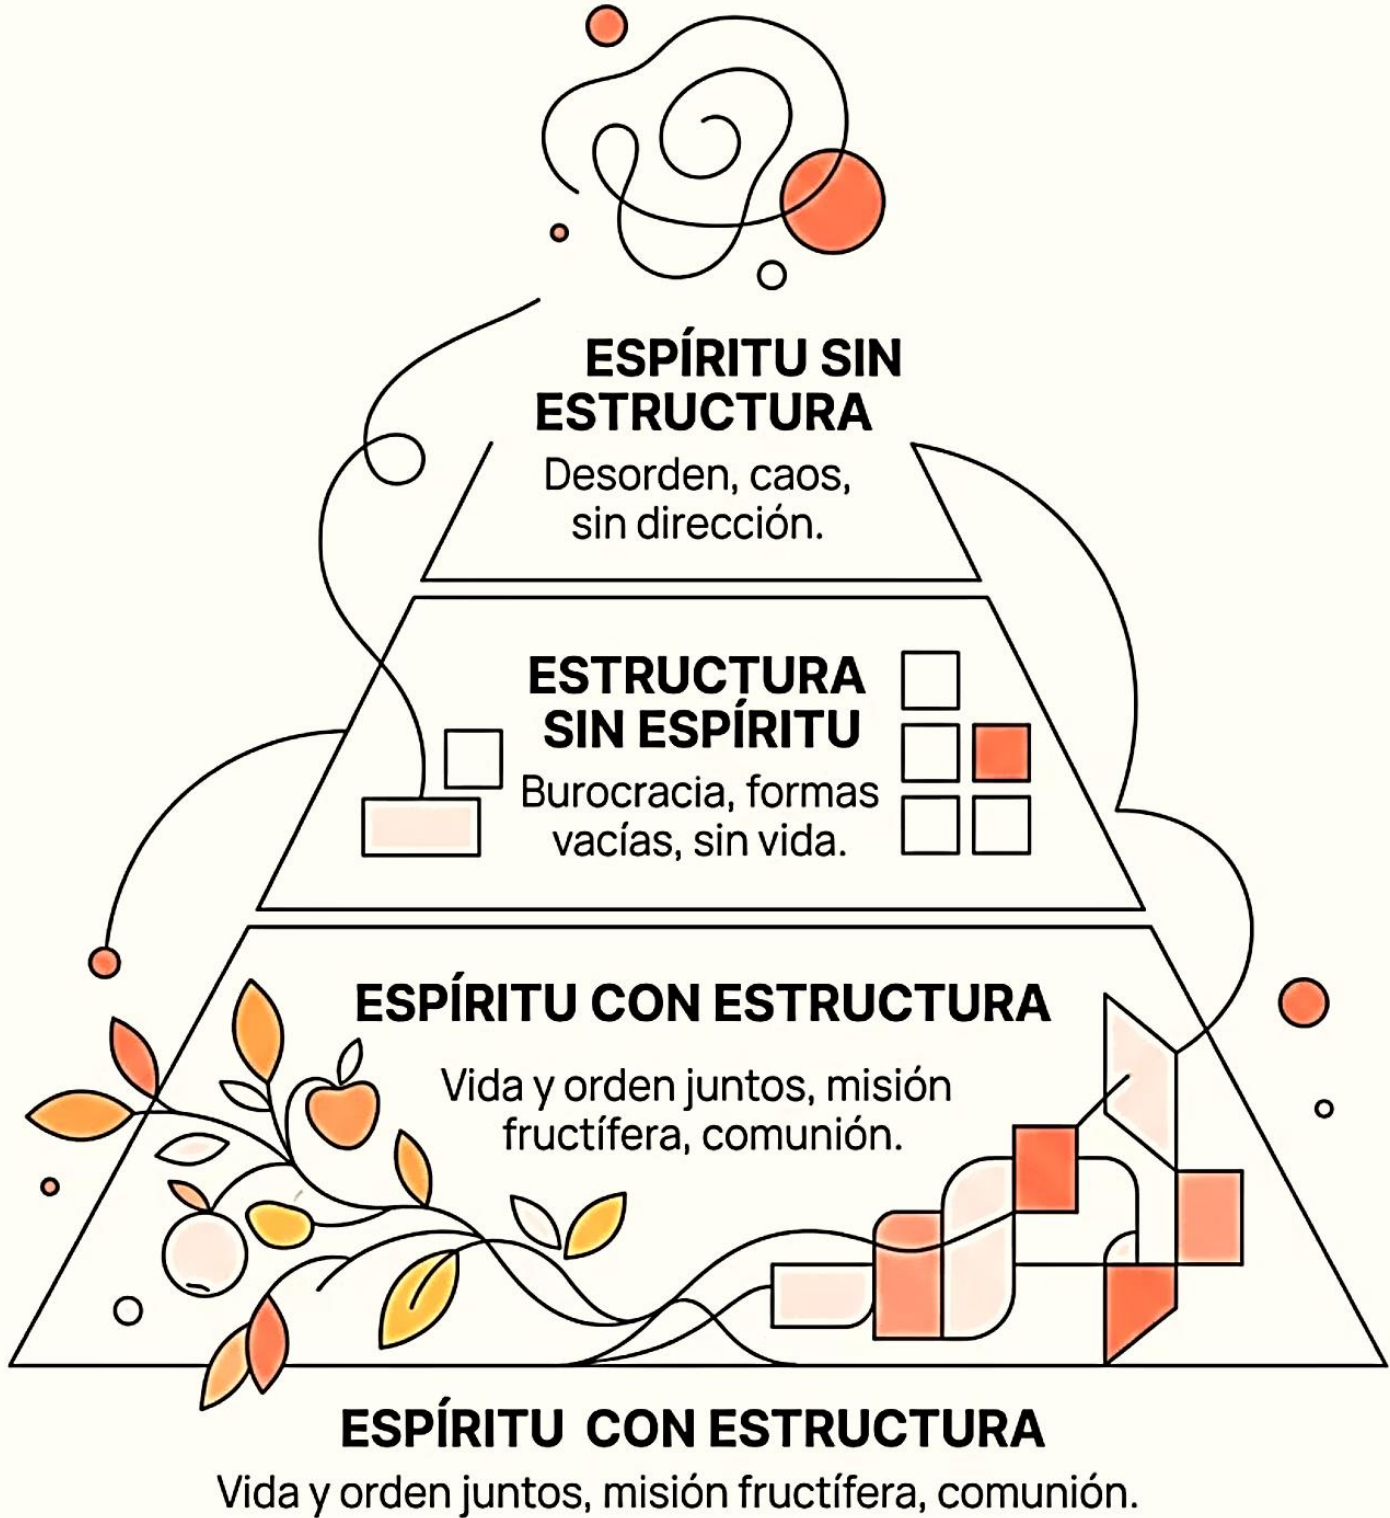 ESPÍRITU SIN
ESTRUCTURA
Desorden, caos,
sin dirección.
ESTRUCTURA
SIN ESPÍRITU
Burocracia, formas
vacías, sin vida.
ESPÍRITU CON ESTRUCTURA
Vida y orden juntos, misión
fructífera, comunión.
ESPÍRITU CON ESTRUCTURA
Vida y orden juntos, misión fructífera, comunión.